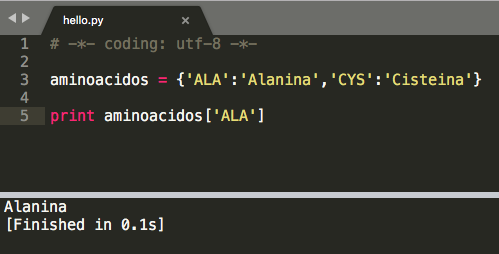 hello.py ×
1 # -*- coding: utf-8 -*-
2
3 aminoacidos = {'ALA':'Alanina','CYS':'Cisteina'}
4
5 print aminoacidos['ALA']
Alanina
[Finished in 0.1s]